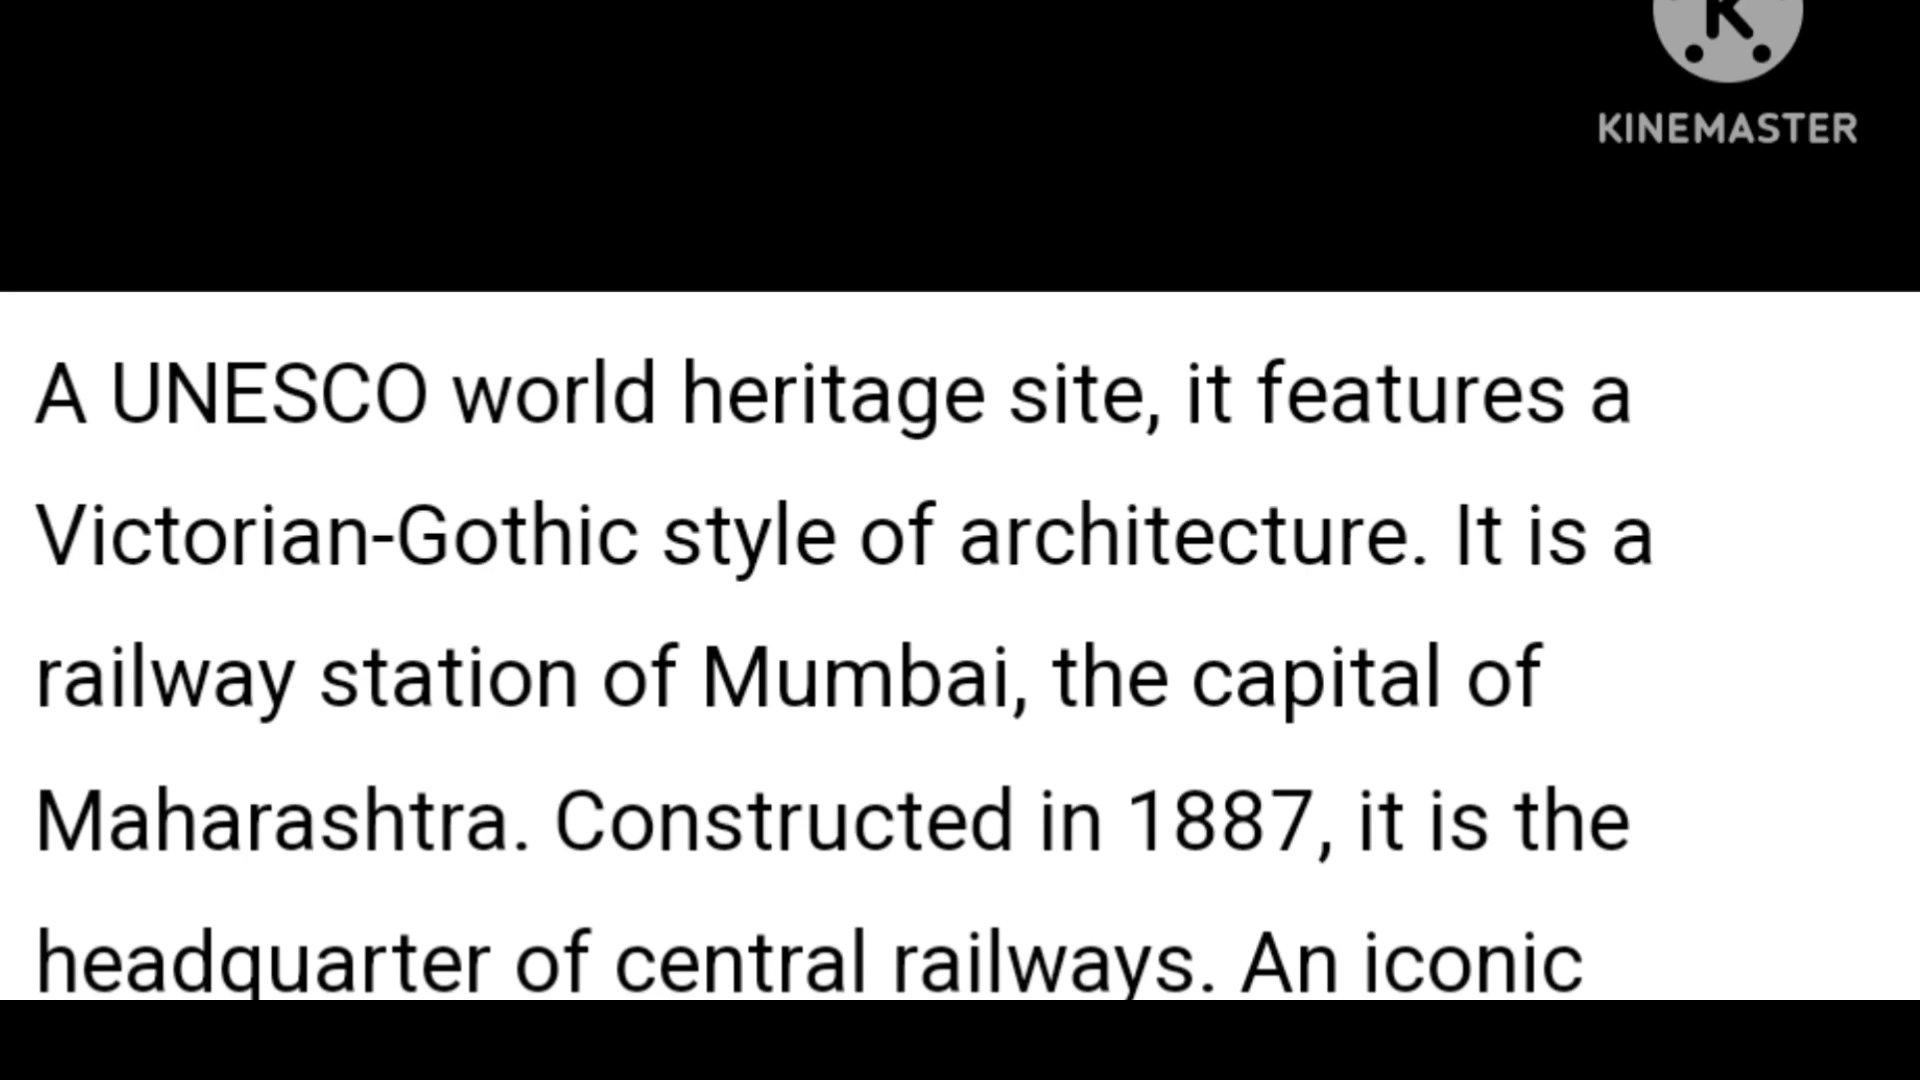 K
KINEMASTER
A UNESCO world heritage site, it features a
Victorian-Gothic style of architecture. It is a
railway station of Mumbai, the capital of
Maharashtra. Constructed in 1887, it is the
headquarter of central railways. An iconic